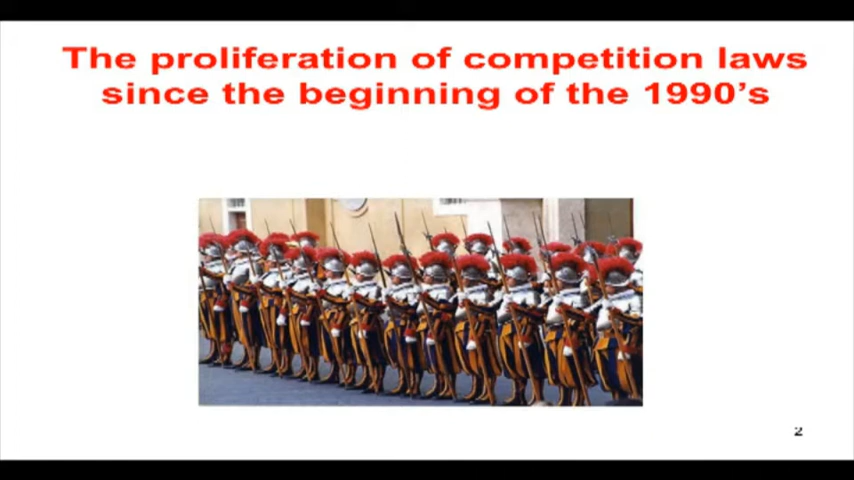 The proliferation of competition laws
since the beginning of the 1990's
2